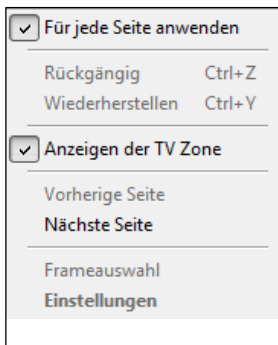 Für jede Seite anwenden
Rückgängig Ctrl+Z
Wiederherstellen Ctrl+Y
Anzeigen der TV Zone
Vorherige Seite
Nächste Seite
Frameauswahl
Einstellungen